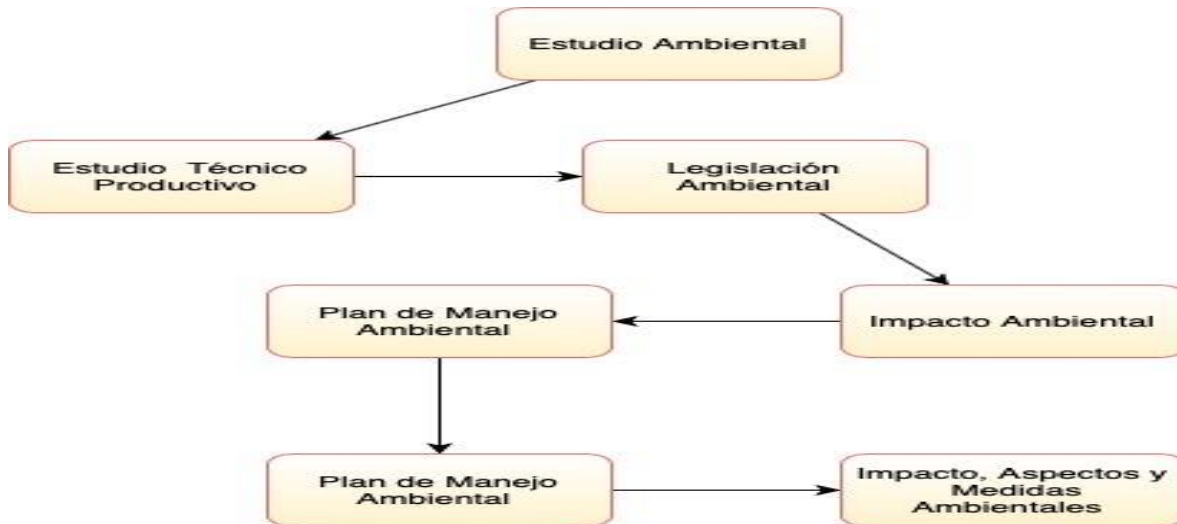 Estudio Ambiental
Estudio Técnico
Productivo
Legislación
Ambiental
Impacto Ambiental
Plan de Manejo
Ambiental
Plan de Manejo
Ambiental
Impacto, Aspectos y
Medidas
Ambientales